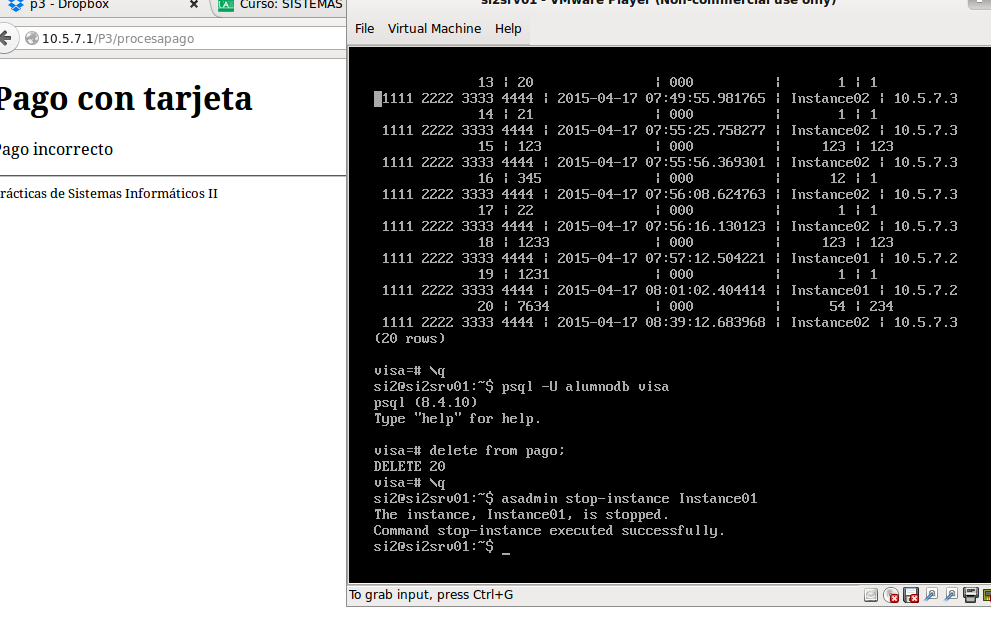 p3 - Dropbox
Curso: SISTEMAS
10.5.7.1/P3/procesapago
Pago con tarjeta
Pago incorrecto
Prácticas de Sistemas Informáticos II
si2srv01 - VMware Player (Non-commercial use only)
File Virtual Machine Help
13 | 20 | 000 | 1 | 1
1111 2222 3333 4444 | 2015-04-17 07:49:55.981765 | Instance02 | 10.5.7.3
14 | 21 | 000 | 1 | 1
1111 2222 3333 4444 | 2015-04-17 07:55:25.758277 | Instance02 | 10.5.7.3
15 | 123 | 000 | 123 | 123
1111 2222 3333 4444 | 2015-04-17 07:55:56.369301 | Instance02 | 10.5.7.3
16 | 345 | 000 | 12 | 1
1111 2222 3333 4444 | 2015-04-17 07:56:08.624763 | Instance02 | 10.5.7.3
17 | 22 | 000 | 1 | 1
1111 2222 3333 4444 | 2015-04-17 07:56:16.130123 | Instance02 | 10.5.7.3
18 | 1233 | 000 | 123 | 123
1111 2222 3333 4444 | 2015-04-17 07:57:12.504221 | Instance01 | 10.5.7.2
19 | 1231 | 000 | 1 | 1
1111 2222 3333 4444 | 2015-04-17 08:01:02.404414 | Instance01 | 10.5.7.2
20 | 7634 | 000 | 54 | 234
1111 2222 3333 4444 | 2015-04-17 08:39:12.683968 | Instance02 | 10.5.7.3
(20 rows)
visa=# \q
si2@si2srv01:~$ psql -U alumnodb visa
psql (8.4.10)
Type "help" for help.
visa=# delete from pago;
DELETE 20
visa=# \q
si2@si2srv01:~$ asadmin stop-instance Instance01
The instance, Instance01, is stopped.
Command stop-instance executed successfully.
si2@si2srv01:~$ _
To grab input, press Ctrl+G